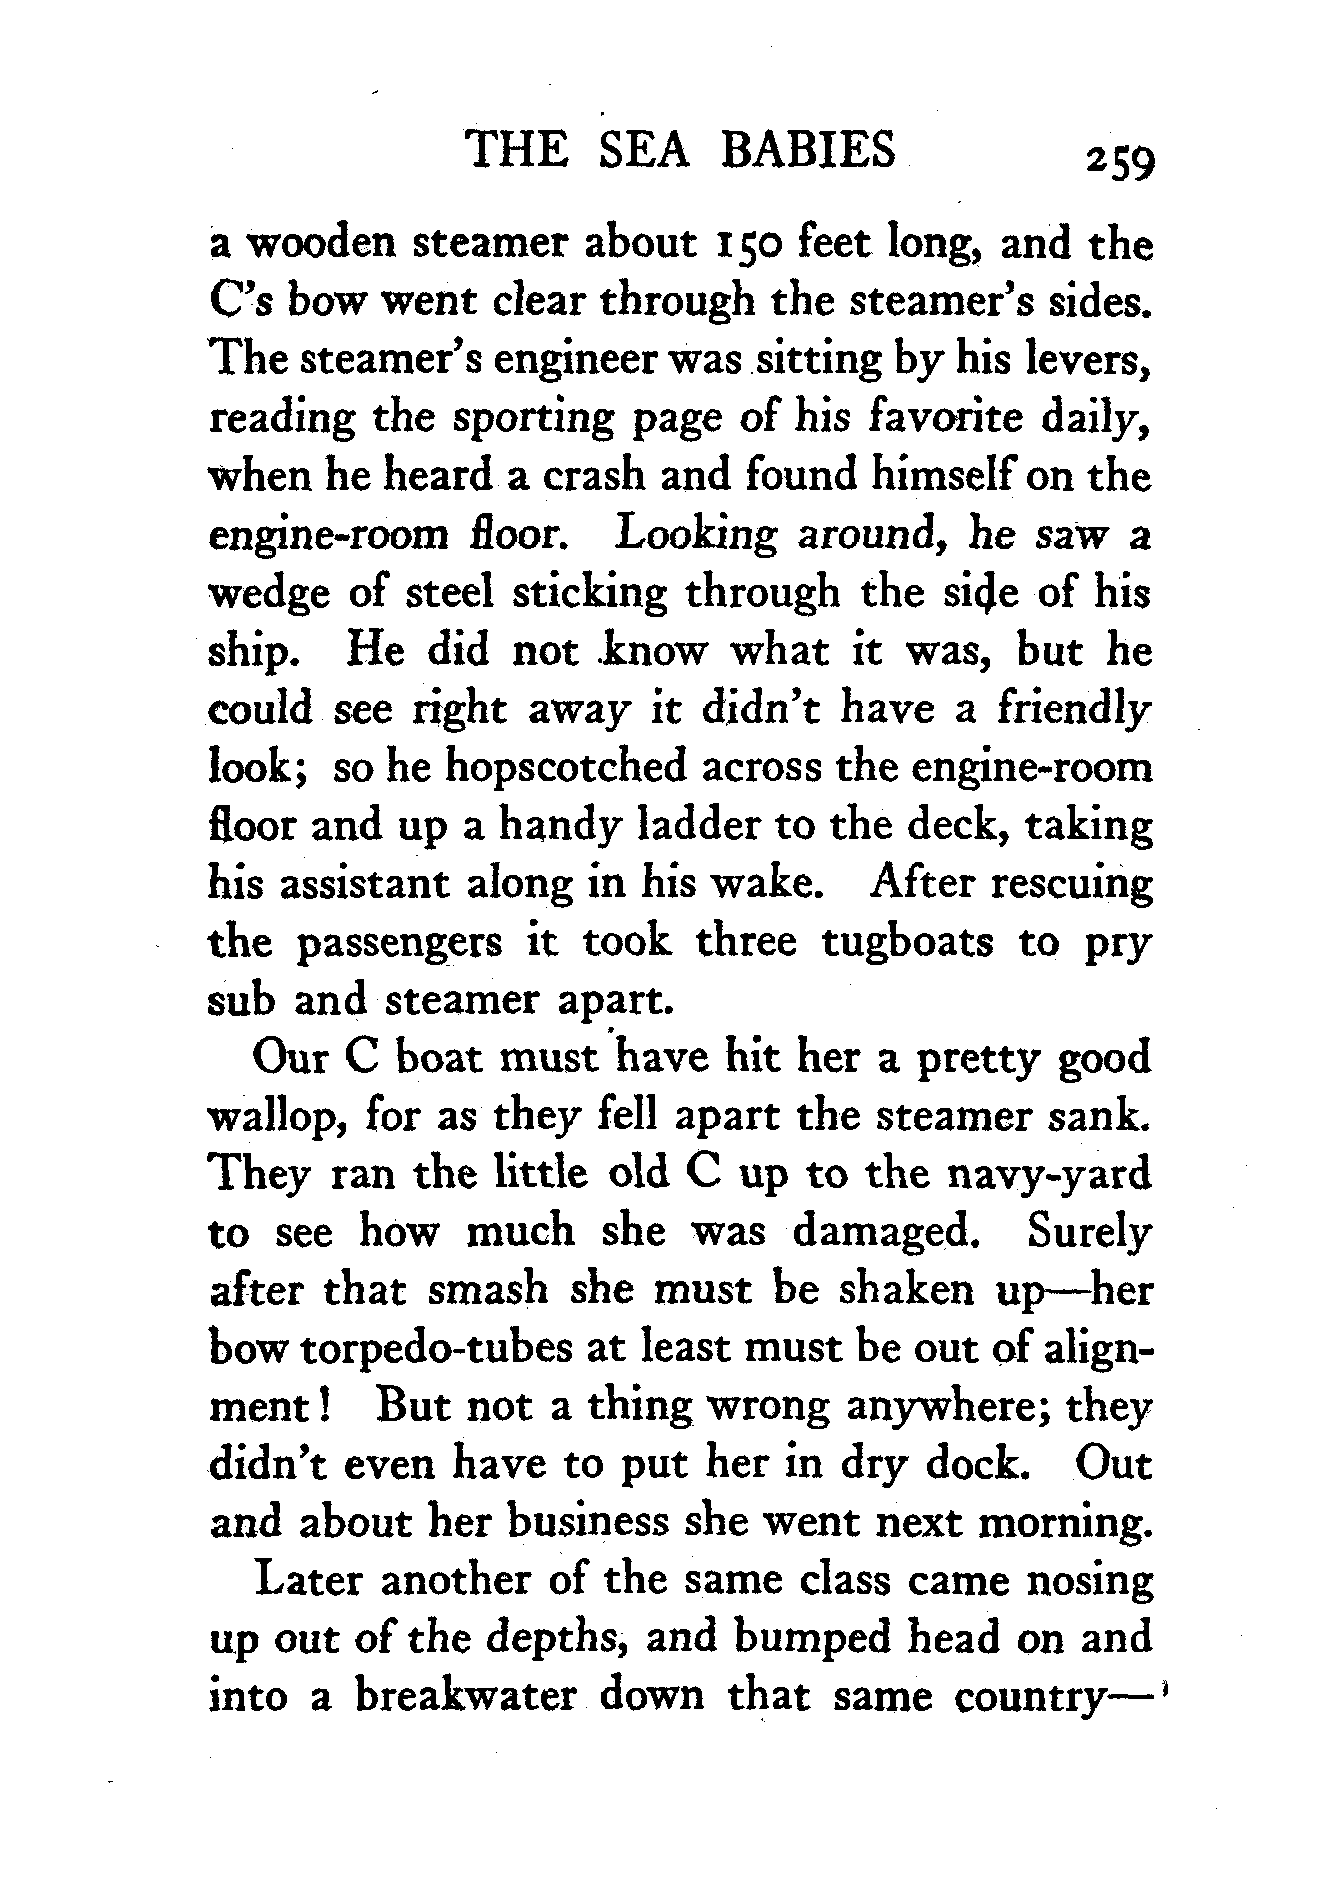 THE SEA BABIES 259
a wooden steamer about 150 feet long, and the
C's bow went clear through the steamer's sides.
The steamer's engineer was sitting by his levers,
reading the sporting page of his favorite daily,
when he heard a crash and found himself on the
engine-room floor. Looking around, he saw a
wedge of steel sticking through the side of his
ship. He did not know what it was, but he
could see right away it didn't have a friendly
look; so he hopscotched across the engine-room
floor and up a handy ladder to the deck, taking
his assistant along in his wake. After rescuing
the passengers it took three tugboats to pry
sub and steamer apart.
Our C boat must have hit her a pretty good
wallop, for as they fell apart the steamer sank.
They ran the little old C up to the navy-yard
to see how much she was damaged. Surely
after that smash she must be shaken up—her
bow torpedo-tubes at least must be out of align-
ment! But not a thing wrong anywhere; they
didn't even have to put her in dry dock. Out
and about her business she went next morning.
Later another of the same class came nosing
up out of the depths, and bumped head on and
into a breakwater down that same country—